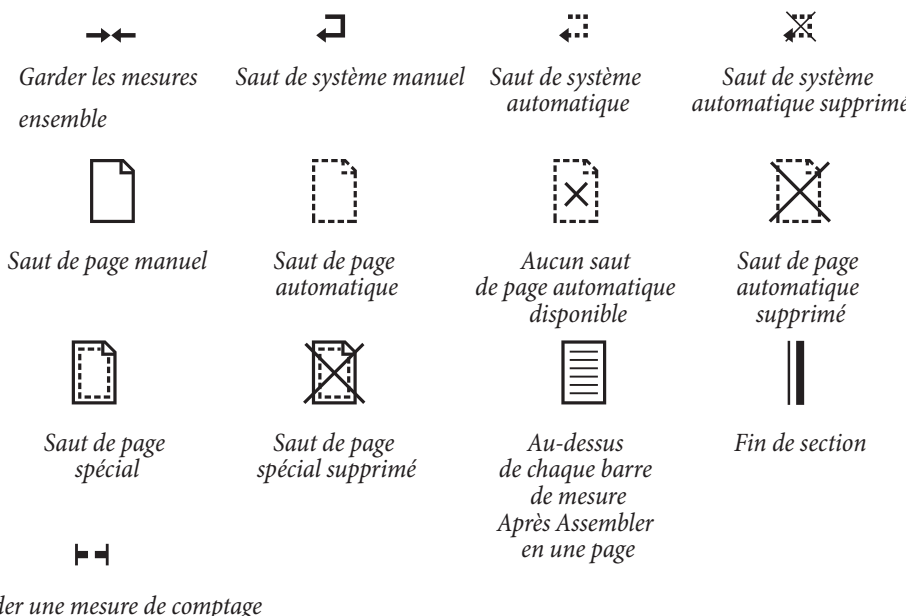 Garder les mesures
ensemble
Saut de système manuel
Saut de système
automatique
Saut de système
automatique supprimé
Saut de page manuel
Saut de page
automatique
Aucun saut
de page automatique
disponible
Saut de page
automatique
supprimé
Saut de page
spécial
Saut de page
spécial supprimé
Au-dessus
de chaque barre
de mesure
Après Assembler
en une page
Fin de section
une mesure de comptage